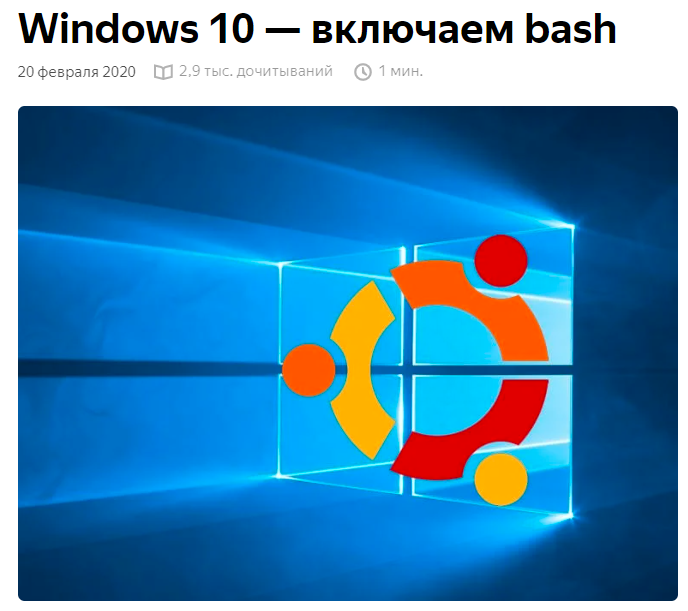 Windows 10 — включаем bash
20 февраля 2020 2,9 тыс. дочитываний 1 мин.